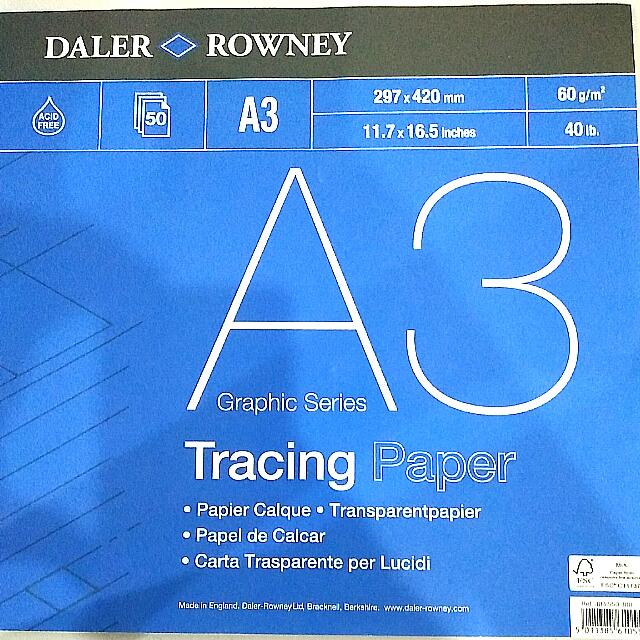 DALER ROWNEY
ACID FREE
50
A3
297 x 420 mm
60 g/m²
11.7 x 16.5 inches
40 lb.
A3
Graphic Series
Tracing Paper
• Papier Calque • Transparentpapier
• Papel de Calcar
• Carta Trasparente per Lucidi
Made in England, Daler-Rowney Ltd, Bracknell, Berkshire. www.daler-rowney.com
FSC